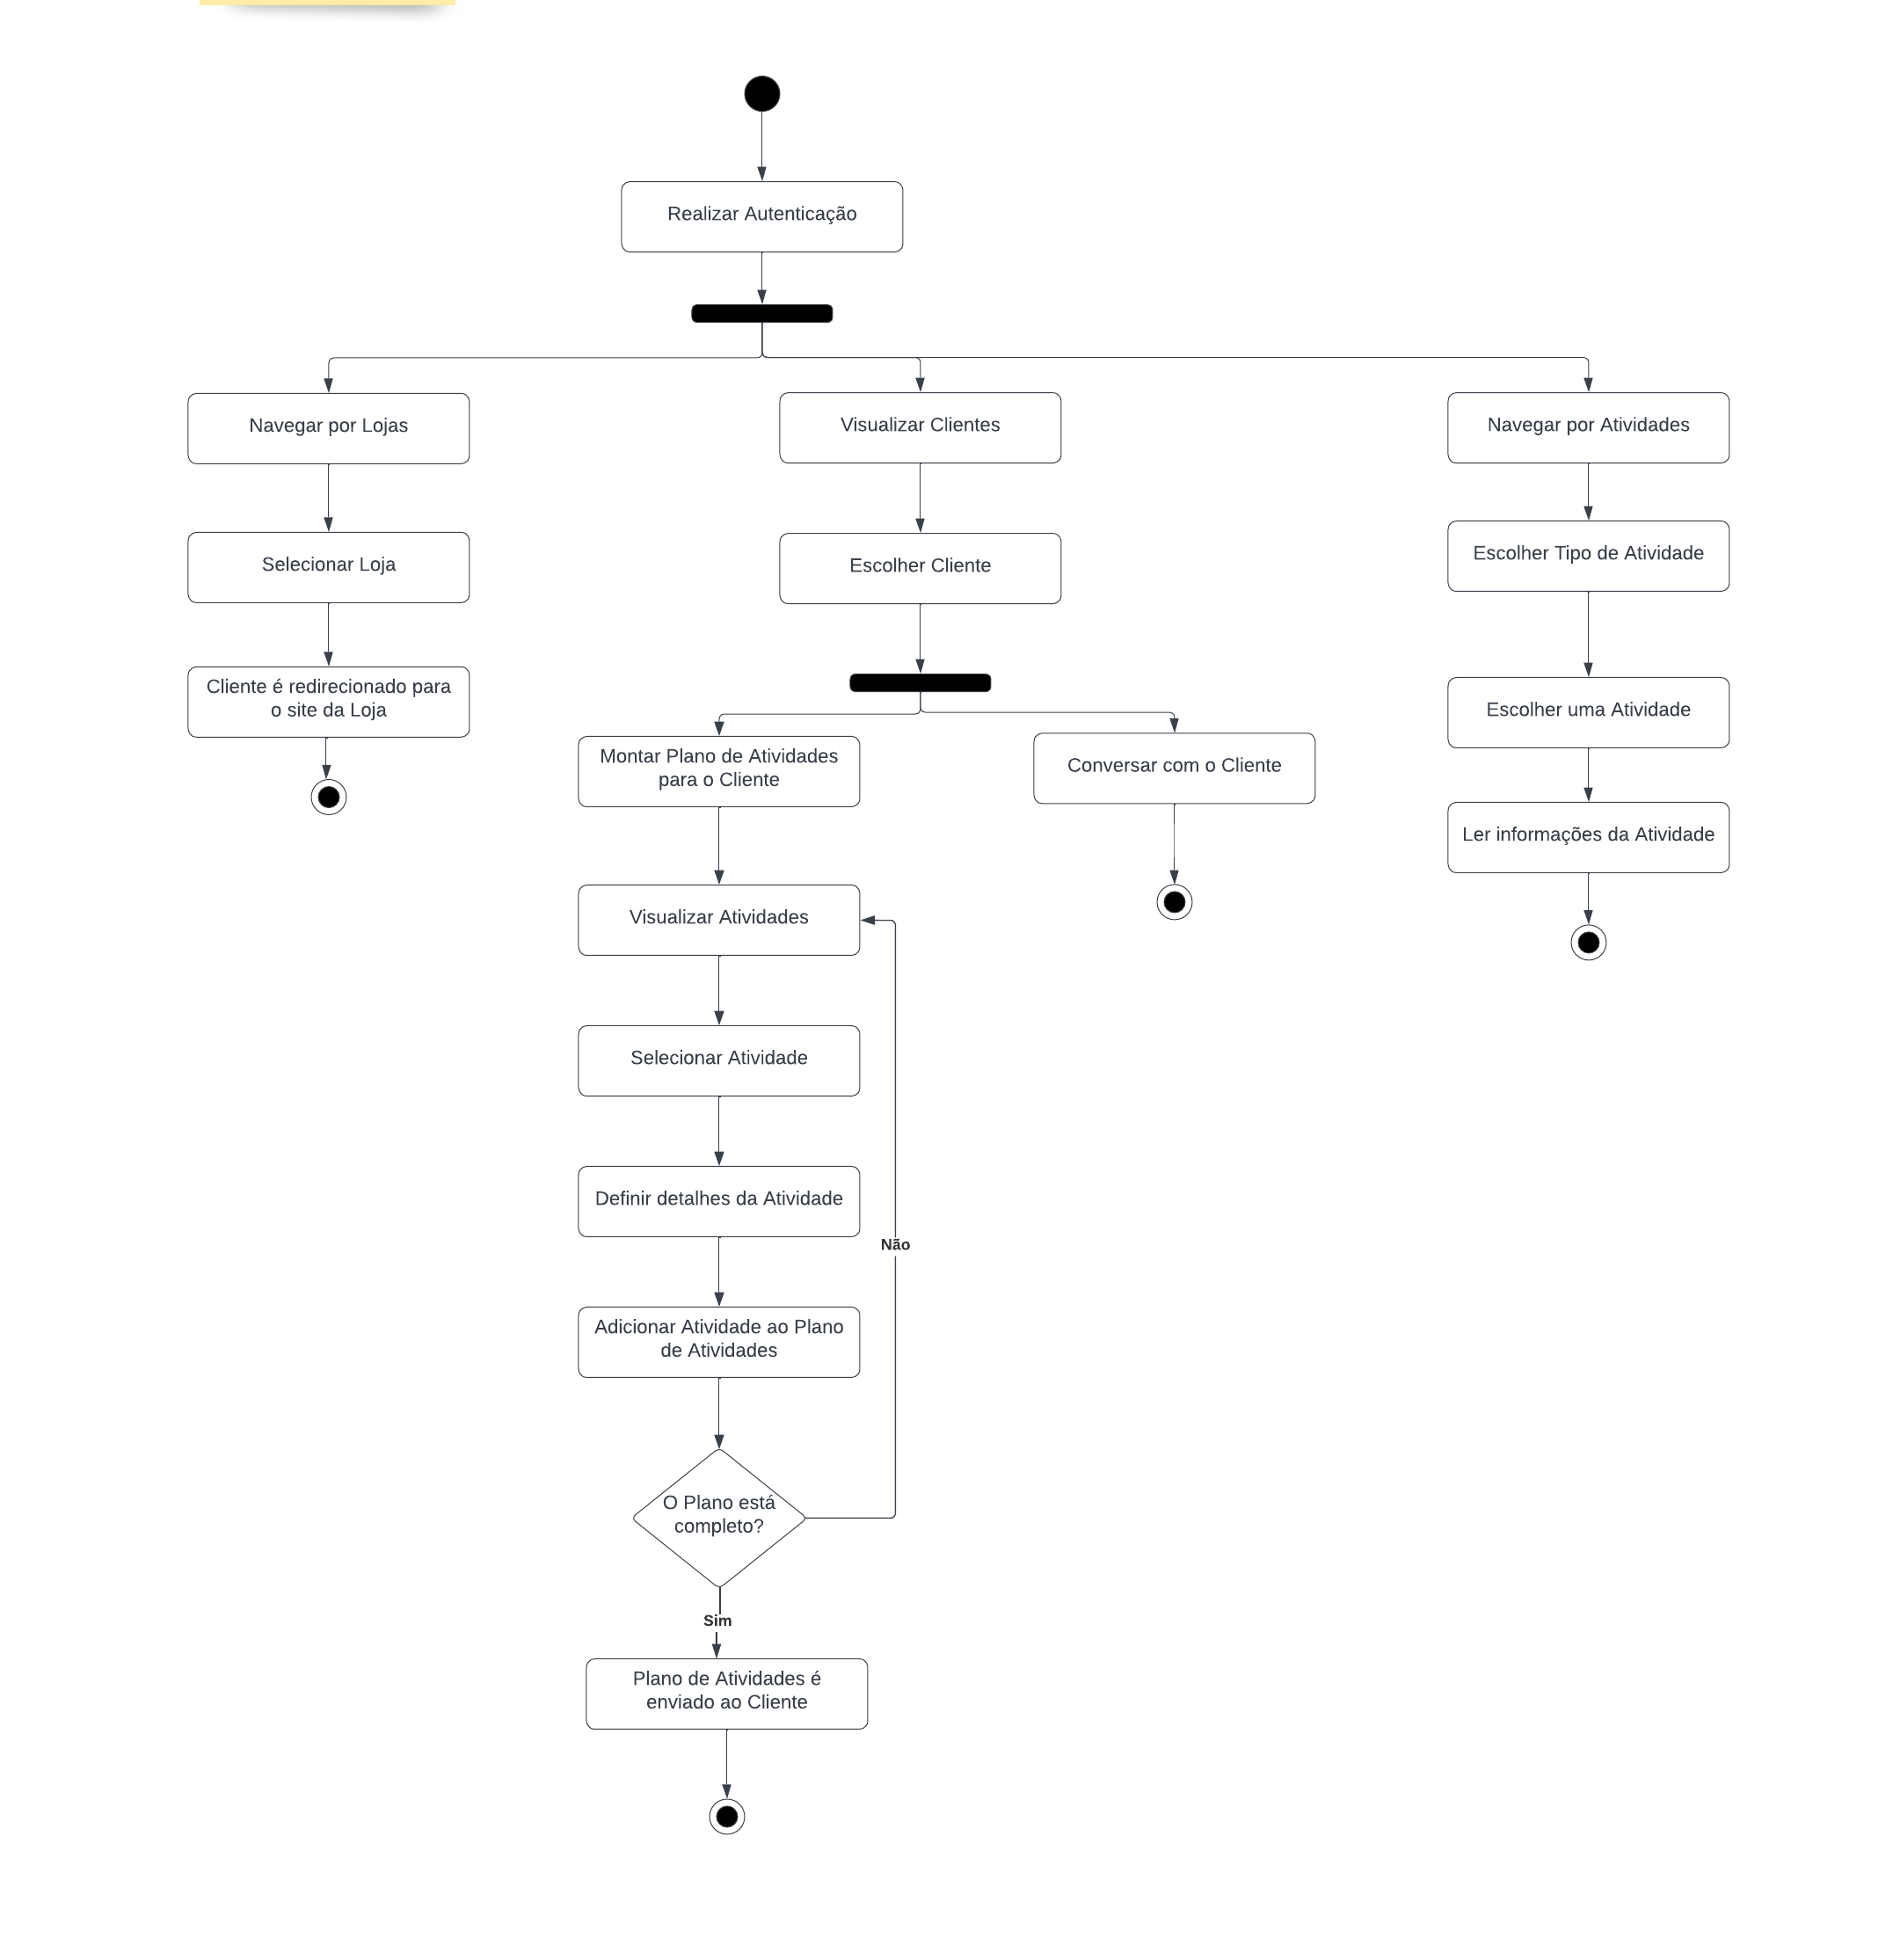 Realizar Autenticação
Navegar por Lojas
Visualizar Clientes
Navegar por Atividades
Selecionar Loja
Escolher Cliente
Escolher Tipo de Atividade
Cliente é redirecionado para
o site da Loja
Escolher uma Atividade
Montar Plano de Atividades
para o Cliente
Conversar com o Cliente
Ler informações da Atividade
Visualizar Atividades
Selecionar Atividade
Definir detalhes da Atividade
Não
Adicionar Atividade ao Plano
de Atividades
O Plano está
completo?
Sim
Plano de Atividades é
enviado ao Cliente